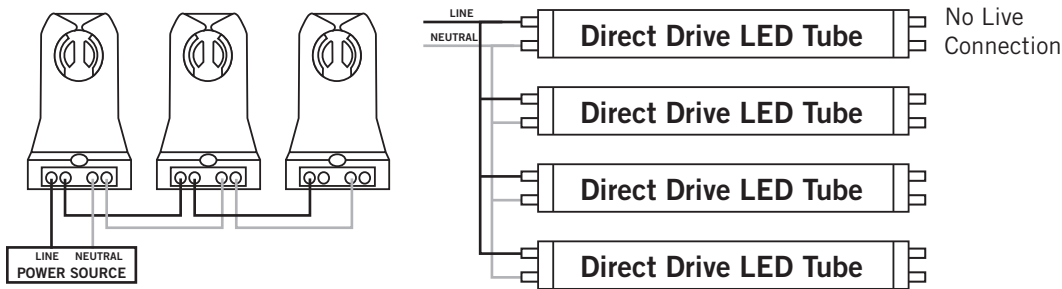 LINE NEUTRAL
POWER SOURCE
LINE
NEUTRAL
Direct Drive LED Tube
No Live
Connection
Direct Drive LED Tube
Direct Drive LED Tube
Direct Drive LED Tube